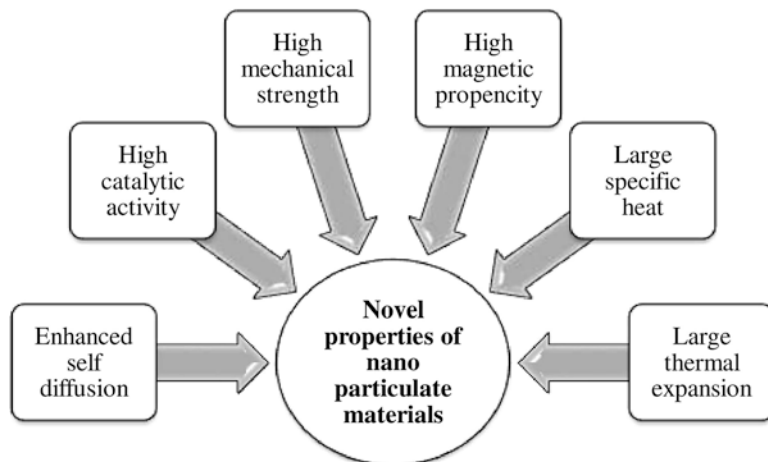 High
mechanical
strength
High
magnetic
propencity
High
catalytic
activity
Large
specific
heat
Enhanced
self
diffusion
Novel
properties of
nano
particulate
materials
Large
thermal
expansion